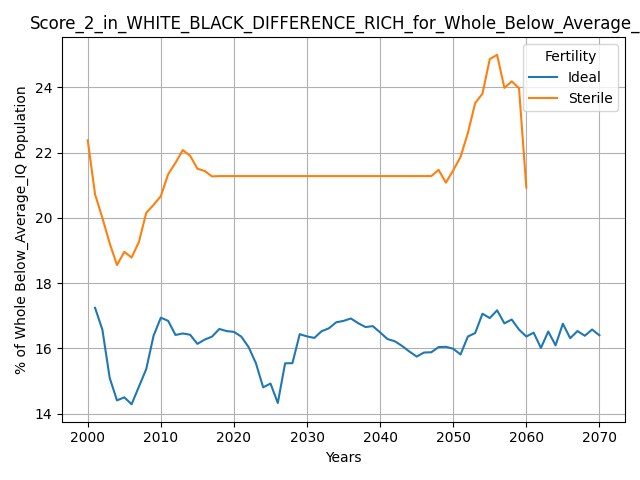 Score_2_in_WHITE_BLACK_DIFFERENCE_RICH_for_Whole_Below_Average_
% of Whole Below_Average_IQ Population
24
22
20
18
16
14
Fertility
Ideal
Sterile
2000 2010 2020 2030 2040 2050 2060 2070
Years